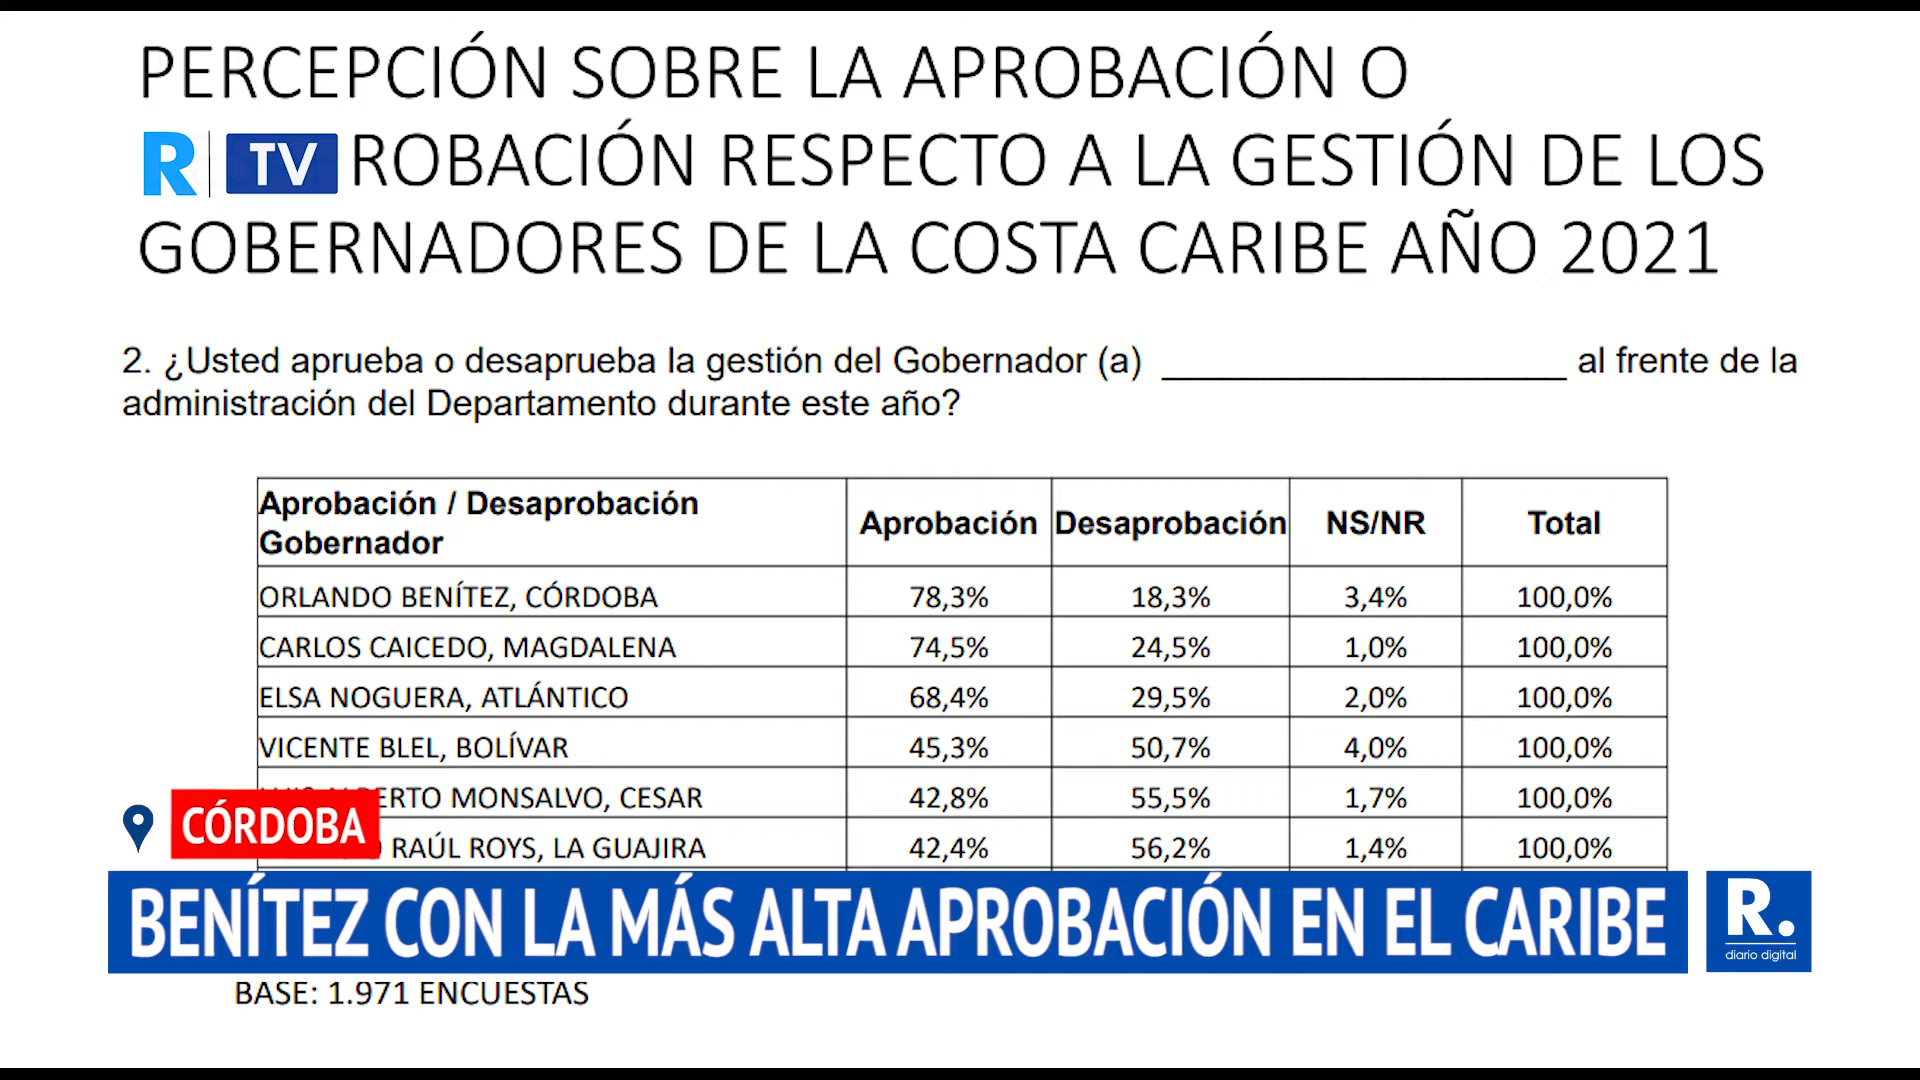 PERCEPCIÓN SOBRE LA APROBACIÓN O
R TV ROBACIÓN RESPECTO A LA GESTIÓN DE LOS
GOBERNADORES DE LA COSTA CARIBE AÑO 2021
2. ¿Usted aprueba o desaprueba la gestión del Gobernador (a) ____________________ al frente de la
administración del Departamento durante este año?
Aprobación / Desaprobación
Gobernador
Aprobación Desaprobación NS/NR Total
ORLANDO BENÍTEZ, CÓRDOBA 78,3% 18,3% 3,4% 100,0%
CARLOS CAICEDO, MAGDALENA 74,5% 24,5% 1,0% 100,0%
ELSA NOGUERA, ATLÁNTICO 68,4% 29,5% 2,0% 100,0%
VICENTE BLEL, BOLÍVAR 45,3% 50,7% 4,0% 100,0%
MONSALVO, CESAR 42,8% 55,5% 1,7% 100,0%
CÓRDOBA
RAÚL ROYS, LA GUAJIRA 42,4% 56,2% 1,4% 100,0%
BENÍTEZ CON LA MÁS ALTA APROBACIÓN EN EL CARIBE
R.
diario digital
BASE: 1.971 ENCUESTAS